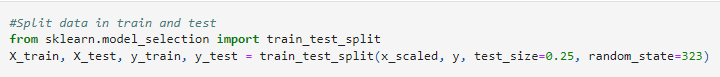 #Split data in train and test
from sklearn.model_selection import train_test_split
X_train, X_test, y_train, y_test = train_test_split(x_scaled, y, test_size=0.25, random_state=323)